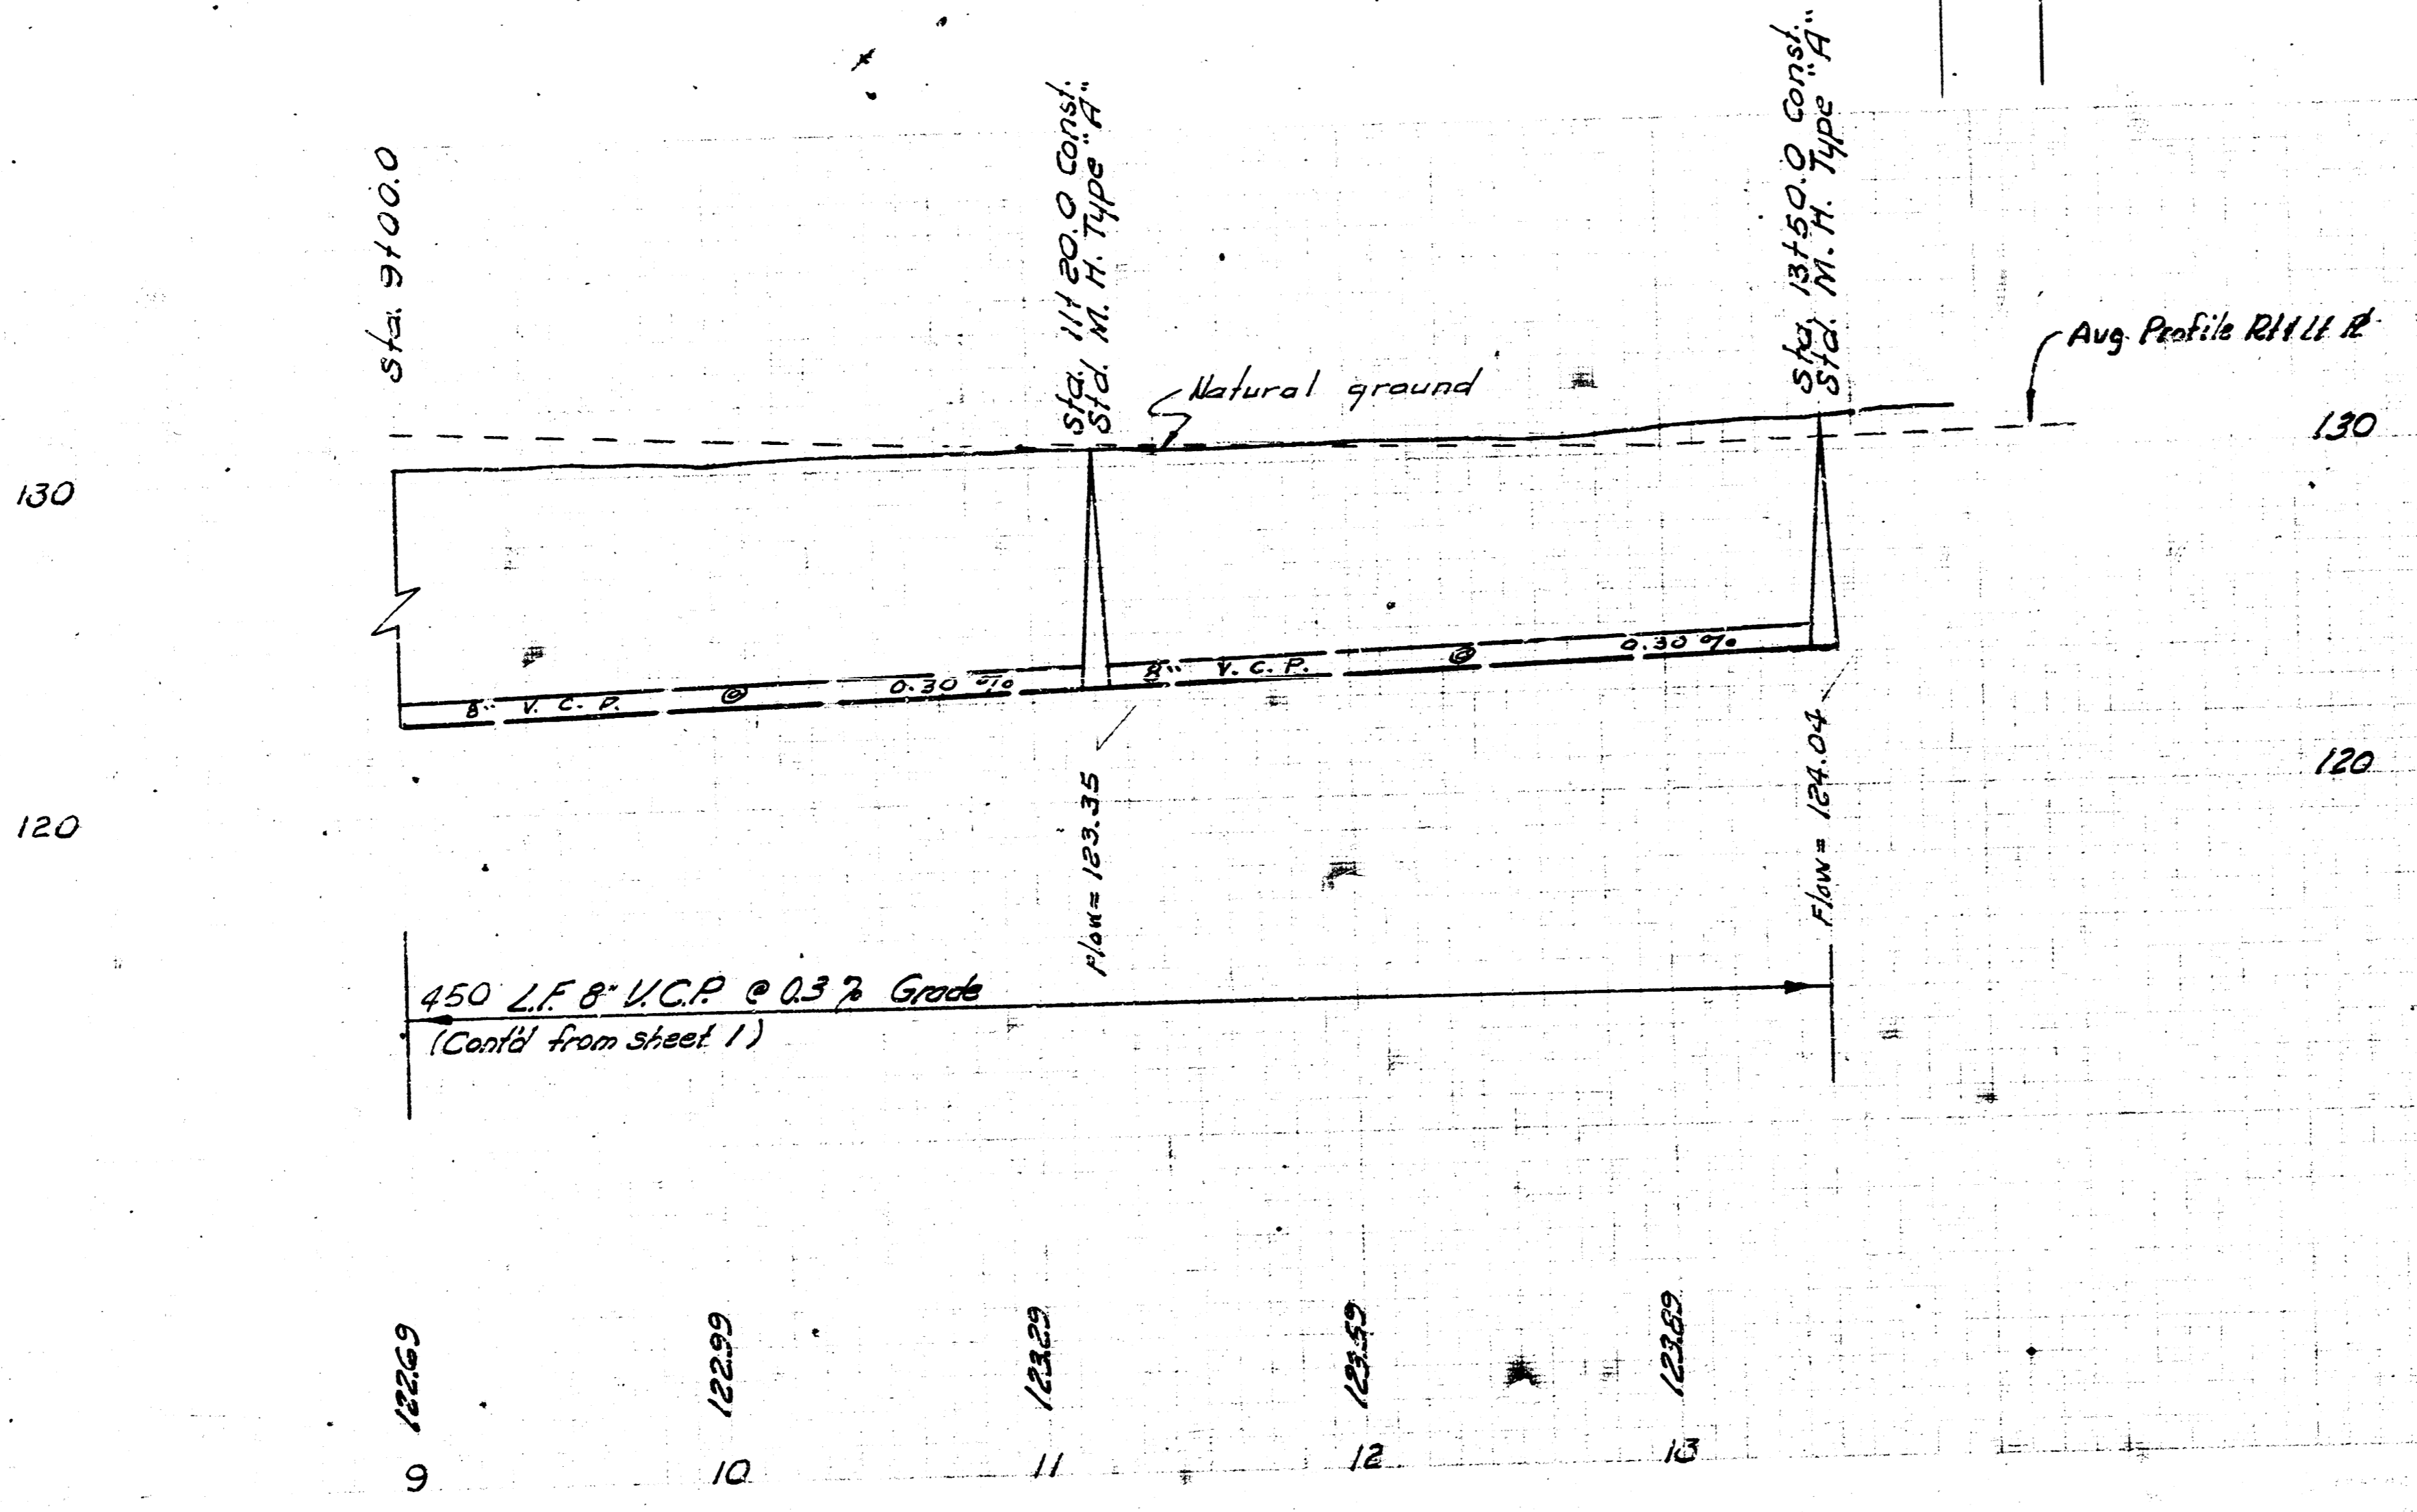 Sta. 9+00.0
Sta. 11+20.0 Const.
Std. M.H. Type "A"
Sta. 13+50.0 Const.
Std. M.H. Type "A"
Avg. Profile Rt & Lt
Natural ground
130
130
8" V.C.P. @ 0.30 %
8" V.C.P. @ 0.30 %
120
120
Flow = 123.35
Flow = 124.04
450 L.F. 8" V.C.P. @ 0.3 % Grade
(Cont'd from sheet 1)
122.69
122.99
123.29
123.59
123.89
9
10
11
12
13